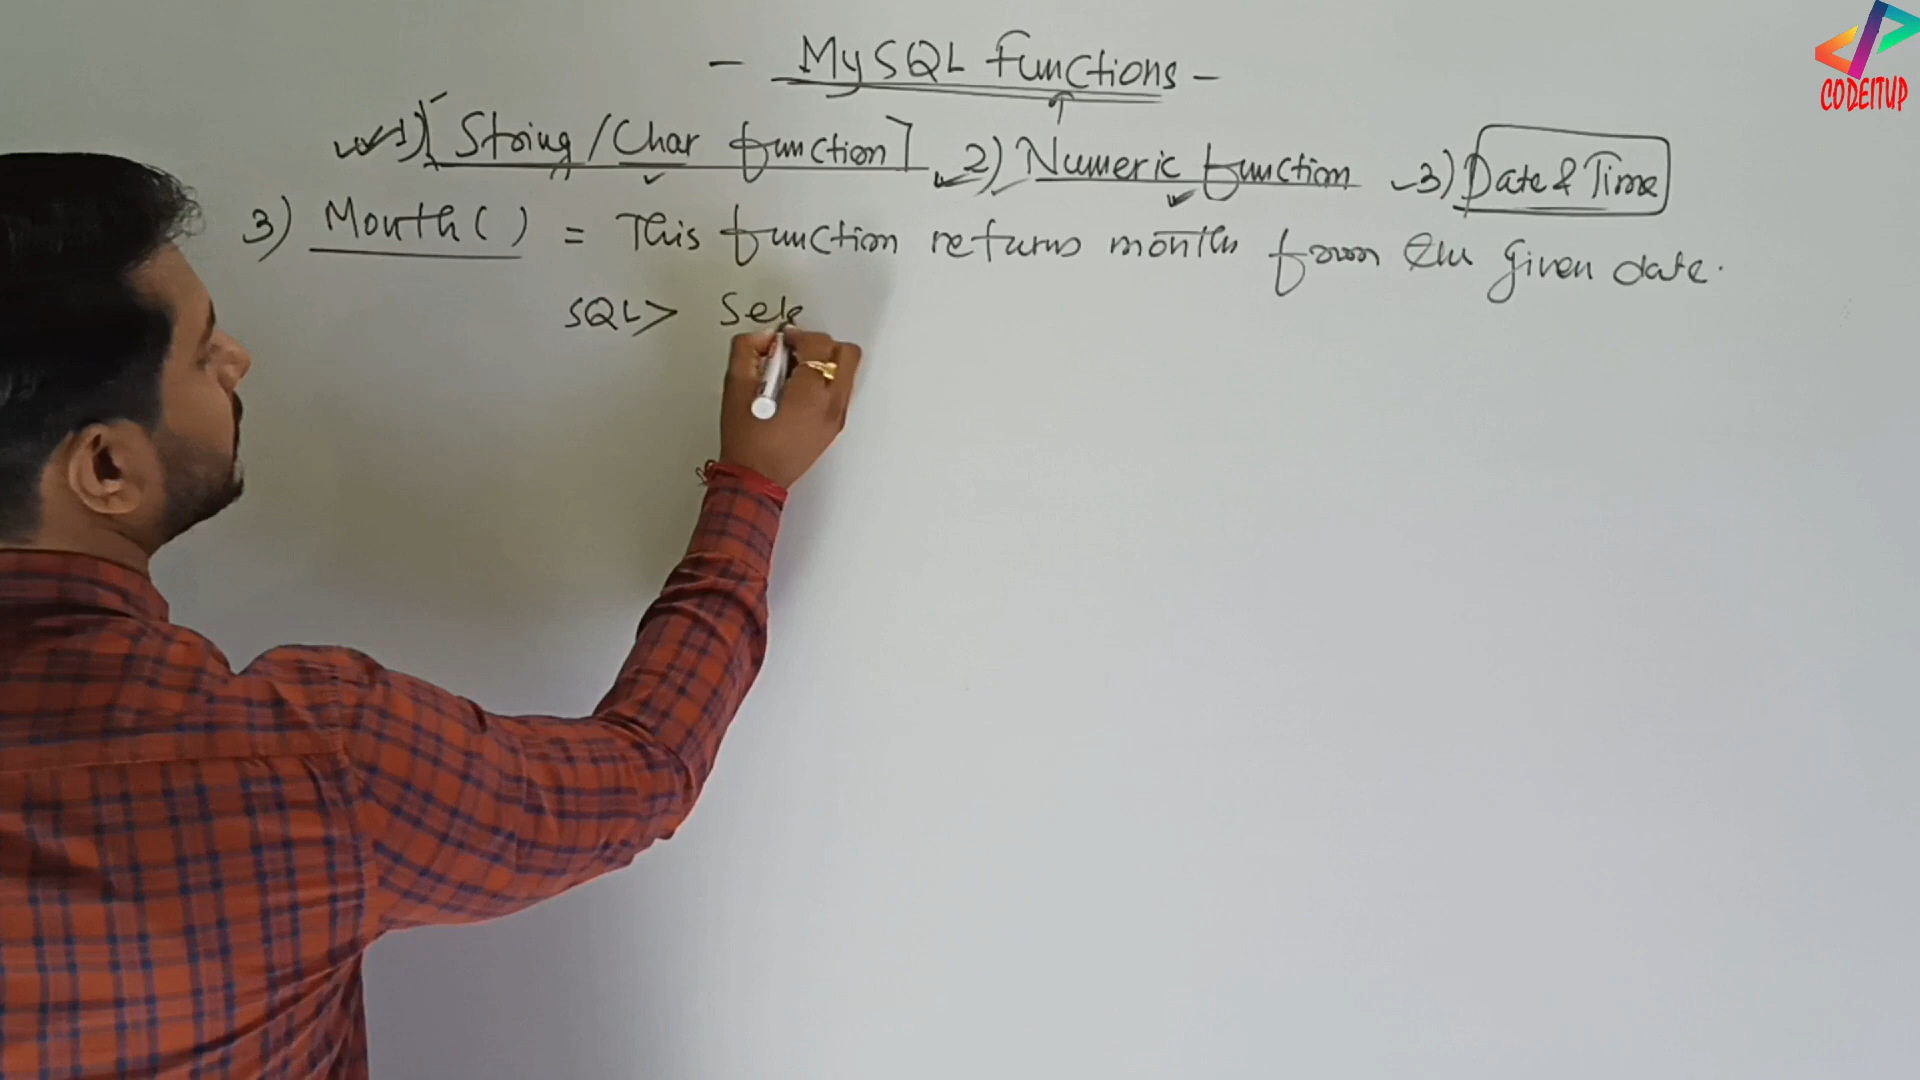 - MySQL Functions -
1) [String/Char function] 2) Numeric function 3) Date & Time
3) Month( ) = This function returns month from the given date.
SQL> Sele
CODEITUP